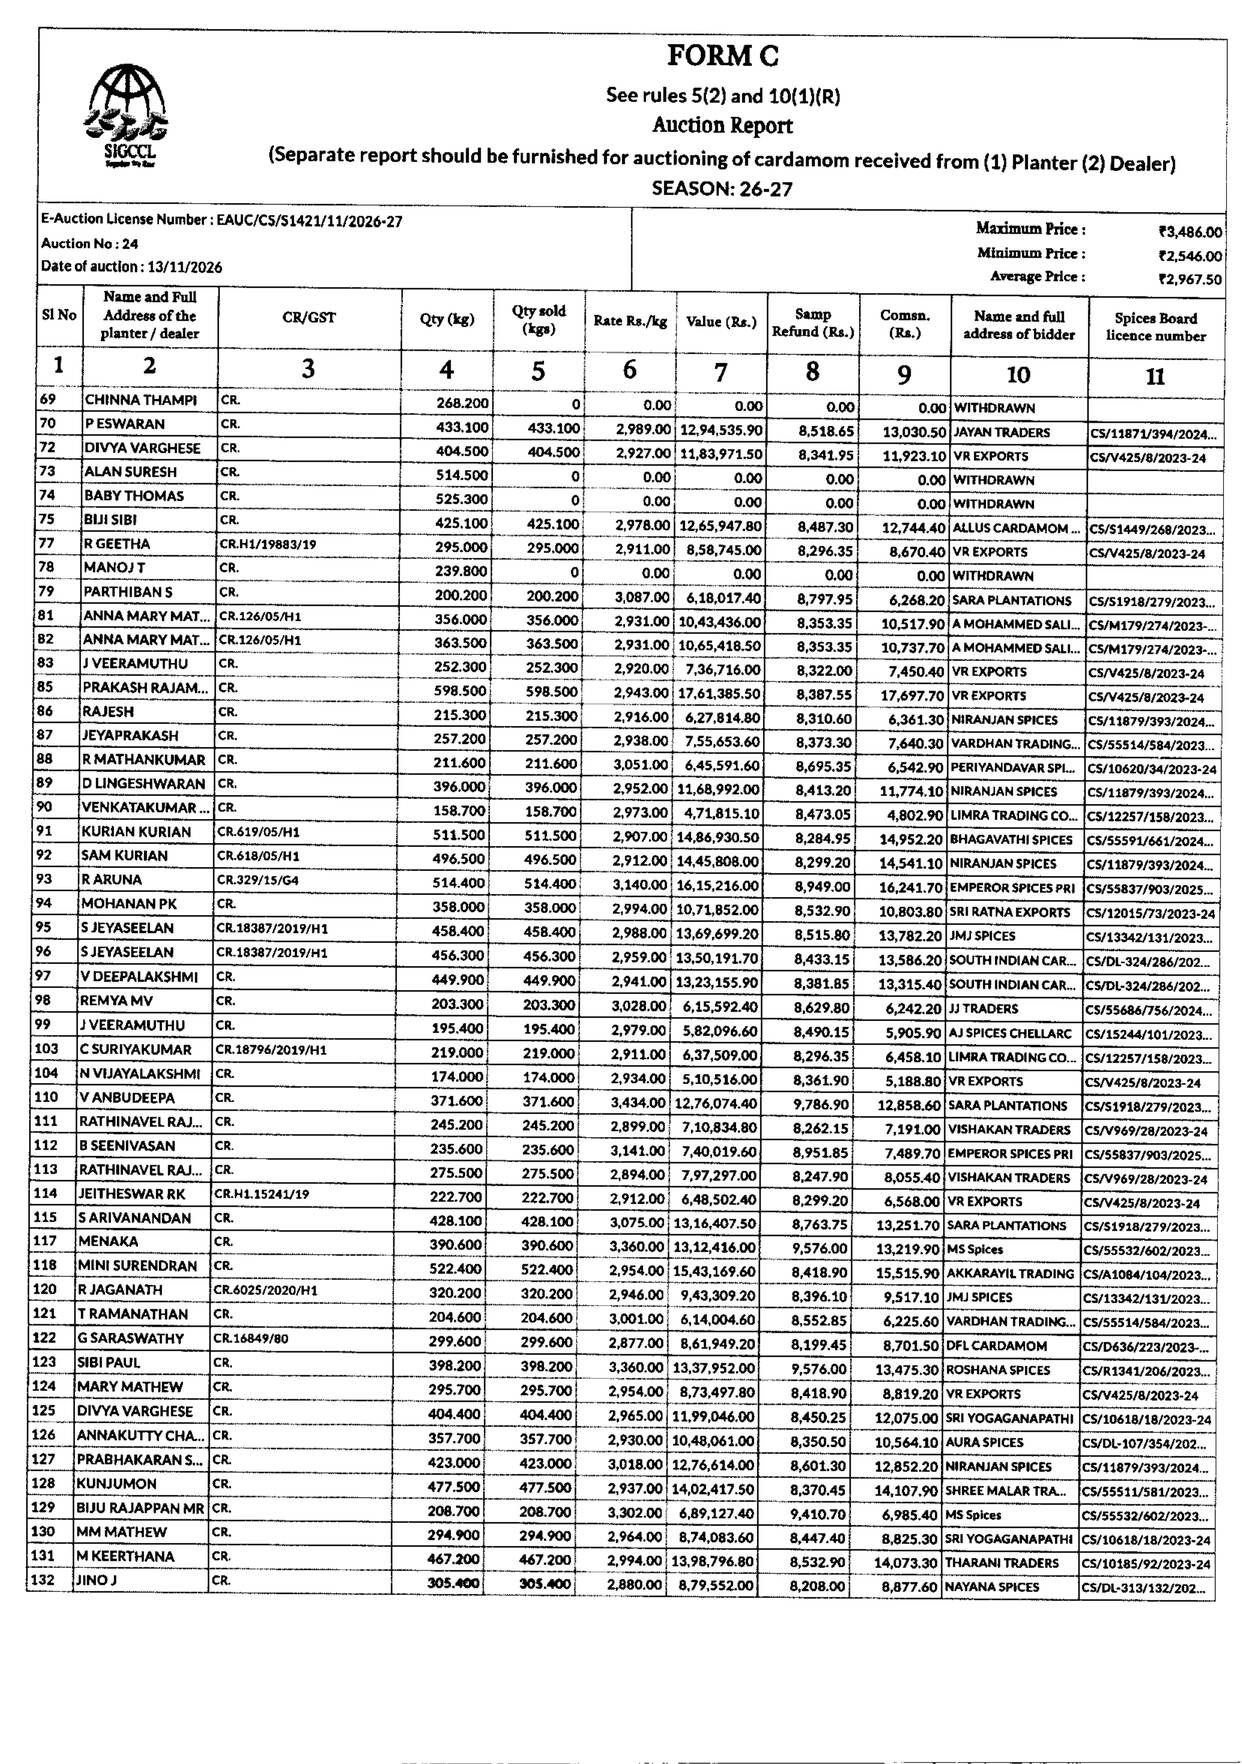 FORM C
See rules 5(2) and 10(1)(R)
Auction Report
(Separate report should be furnished for auctioning of cardamom received from (1) Planter (2) Dealer)
SEASON: 26-27
SIGCCL
E-Auction License Number : EAUC/CS/S1421/11/2026-27
Auction No : 24
Date of auction : 13/11/2026
Maximum Price : ₹3,486.00
Minimum Price : ₹2,546.00
Average Price : ₹2,967.50
Sl No Name and Full Address of the planter / dealer CR/GST Qty (kg) Qty sold (kgs) Rate Rs./kg Value (Rs.) Samp Refund (Rs.) Comsn. (Rs.) Name and full address of bidder Spices Board licence number
1 2 3 4 5 6 7 8 9 10 11
69 CHINNA THAMPI CR. 268.200 0 0.00 0.00 0.00 0.00 WITHDRAWN
70 P ESWARAN CR. 433.100 433.100 2,989.00 12,94,535.90 8,518.65 13,030.50 JAYAN TRADERS CS/11871/394/2024...
72 DIVYA VARGHESE CR. 404.500 404.500 2,927.00 11,83,971.50 8,341.95 11,923.10 VR EXPORTS CS/V425/8/2023-24
73 ALAN SURESH CR. 514.500 0 0.00 0.00 0.00 0.00 WITHDRAWN
74 BABY THOMAS CR. 525.300 0 0.00 0.00 0.00 0.00 WITHDRAWN
75 BIJI SIBI CR. 425.100 425.100 2,978.00 12,65,947.80 8,487.30 12,744.40 ALLUS CARDAMOM ... CS/S1449/268/2023...
77 R GEETHA CR.H1/19883/19 295.000 295.000 2,911.00 8,58,745.00 8,296.35 8,670.40 VR EXPORTS CS/V425/8/2023-24
78 MANOJ T CR. 239.800 0 0.00 0.00 0.00 0.00 WITHDRAWN
79 PARTHIBAN S CR. 200.200 200.200 3,087.00 6,18,017.40 8,797.95 6,268.20 SARA PLANTATIONS CS/S1918/279/2023...
81 ANNA MARY MAT... CR.126/05/H1 356.000 356.000 2,931.00 10,43,436.00 8,353.35 10,517.90 A MOHAMMED SALI... CS/M179/274/2023-...
82 ANNA MARY MAT... CR.126/05/H1 363.500 363.500 2,931.00 10,65,418.50 8,353.35 10,737.70 A MOHAMMED SALI... CS/M179/274/2023-...
83 J VEERAMUTHU CR. 252.300 252.300 2,920.00 7,36,716.00 8,322.00 7,450.40 VR EXPORTS CS/V425/8/2023-24
85 PRAKASH RAJAM... CR. 598.500 598.500 2,943.00 17,61,385.50 8,387.55 17,697.70 VR EXPORTS CS/V425/8/2023-24
86 RAJESH CR. 215.300 215.300 2,916.00 6,27,814.80 8,310.60 6,361.30 NIRANJAN SPICES CS/11879/393/2024...
87 JEYAPRAKASH CR. 257.200 257.200 2,938.00 7,55,653.60 8,373.30 7,640.30 VARDHAN TRADING... CS/55514/584/2023...
88 R MATHANKUMAR CR. 211.600 211.600 3,051.00 6,45,591.60 8,695.35 6,542.90 PERIYANDAVAR SPI... CS/10620/34/2023-24
89 D LINGESHWARAN CR. 396.000 396.000 2,952.00 11,68,992.00 8,413.20 11,774.10 NIRANJAN SPICES CS/11879/393/2024...
90 VENKATAKUMAR ... CR. 158.700 158.700 2,973.00 4,71,815.10 8,473.05 4,802.90 LIMRA TRADING CO... CS/12257/158/2023...
91 KURIAN KURIAN CR.619/05/H1 511.500 511.500 2,907.00 14,86,930.50 8,284.95 14,952.20 BHAGAVATHI SPICES CS/55591/661/2024...
92 SAM KURIAN CR.618/05/H1 496.500 496.500 2,912.00 14,45,808.00 8,299.20 14,541.10 NIRANJAN SPICES CS/11879/393/2024...
93 R ARUNA CR.329/15/G4 514.400 514.400 3,140.00 16,15,216.00 8,949.00 16,241.70 EMPEROR SPICES PRI CS/55837/903/2025...
94 MOHANAN PK CR. 358.000 358.000 2,994.00 10,71,852.00 8,532.90 10,803.80 SRI RATNA EXPORTS CS/12015/73/2023-24
95 S JEYASEELAN CR.18387/2019/H1 458.400 458.400 2,988.00 13,69,699.20 8,515.80 13,782.20 JMJ SPICES CS/13342/131/2023...
96 S JEYASEELAN CR.18387/2019/H1 456.300 456.300 2,959.00 13,50,191.70 8,433.15 13,586.20 SOUTH INDIAN CAR... CS/DL-324/286/202...
97 V DEEPALAKSHMI CR. 449.900 449.900 2,941.00 13,23,155.90 8,381.85 13,315.40 SOUTH INDIAN CAR... CS/DL-324/286/202...
98 REMYA MV CR. 203.300 203.300 3,028.00 6,15,592.40 8,629.80 6,242.20 JJ TRADERS CS/55686/756/2024...
99 J VEERAMUTHU CR. 195.400 195.400 2,979.00 5,82,096.60 8,490.15 5,905.90 AJ SPICES CHELLARC CS/15244/101/2023...
103 C SURIYAKUMAR CR.18796/2019/H1 219.000 219.000 2,911.00 6,37,509.00 8,296.35 6,458.10 LIMRA TRADING CO... CS/12257/158/2023...
104 N VIJAYALAKSHMI CR. 174.000 174.000 2,934.00 5,10,516.00 8,361.90 5,188.80 VR EXPORTS CS/V425/8/2023-24
110 V ANBUDEEPA CR. 371.600 371.600 3,434.00 12,76,074.40 9,786.90 12,858.60 SARA PLANTATIONS CS/S1918/279/2023...
111 RATHINAVEL RAJ... CR. 245.200 245.200 2,899.00 7,10,834.80 8,262.15 7,191.00 VISHAKAN TRADERS CS/V969/28/2023-24
112 B SEENIVASAN CR. 235.600 235.600 3,141.00 7,40,019.60 8,951.85 7,489.70 EMPEROR SPICES PRI CS/55837/903/2025...
113 RATHINAVEL RAJ... CR. 275.500 275.500 2,894.00 7,97,297.00 8,247.90 8,055.40 VISHAKAN TRADERS CS/V969/28/2023-24
114 JEITHESWAR RK CR.H1.15241/19 222.700 222.700 2,912.00 6,48,502.40 8,299.20 6,568.00 VR EXPORTS CS/V425/8/2023-24
115 S ARIVANANDAN CR. 428.100 428.100 3,075.00 13,16,407.50 8,763.75 13,251.70 SARA PLANTATIONS CS/S1918/279/2023...
117 MENAKA CR. 390.600 390.600 3,360.00 13,12,416.00 9,576.00 13,219.90 MS Spices CS/55532/602/2023...
118 MINI SURENDRAN CR. 522.400 522.400 2,954.00 15,43,169.60 8,418.90 15,515.90 AKKARAYIL TRADING CS/A1084/104/2023...
120 R JAGANATH CR.6025/2020/H1 320.200 320.200 2,946.00 9,43,309.20 8,396.10 9,517.10 JMJ SPICES CS/13342/131/2023...
121 T RAMANATHAN CR. 204.600 204.600 3,001.00 6,14,004.60 8,552.85 6,225.60 VARDHAN TRADING... CS/55514/584/2023...
122 G SARASWATHY CR.16849/80 299.600 299.600 2,877.00 8,61,949.20 8,199.45 8,701.50 DFL CARDAMOM CS/D636/223/2023-...
123 SIBI PAUL CR. 398.200 398.200 3,360.00 13,37,952.00 9,576.00 13,475.30 ROSHANA SPICES CS/R1341/206/2023...
124 MARY MATHEW CR. 295.700 295.700 2,954.00 8,73,497.80 8,418.90 8,819.20 VR EXPORTS CS/V425/8/2023-24
125 DIVYA VARGHESE CR. 404.400 404.400 2,965.00 11,99,046.00 8,450.25 12,075.00 SRI YOGAGANAPATHI CS/10618/18/2023-24
126 ANNAKUTTY CHA... CR. 357.700 357.700 2,930.00 10,48,061.00 8,350.50 10,564.10 AURA SPICES CS/DL-107/354/202...
127 PRABHAKARAN S... CR. 423.000 423.000 3,018.00 12,76,614.00 8,601.30 12,852.20 NIRANJAN SPICES CS/11879/393/2024...
128 KUNJUMON CR. 477.500 477.500 2,937.00 14,02,417.50 8,370.45 14,107.90 SHREE MALAR TRA... CS/55511/581/2023...
129 BIJU RAJAPPAN MR CR. 208.700 208.700 3,302.00 6,89,127.40 9,410.70 6,985.40 MS Spices CS/55532/602/2023...
130 MM MATHEW CR. 294.900 294.900 2,964.00 8,74,083.60 8,447.40 8,825.30 SRI YOGAGANAPATHI CS/10618/18/2023-24
131 M KEERTHANA CR. 467.200 467.200 2,994.00 13,98,796.80 8,532.90 14,073.30 THARANI TRADERS CS/10185/92/2023-24
132 JINO J CR. 305.400 305.400 2,880.00 8,79,552.00 8,208.00 8,877.60 NAYANA SPICES CS/DL-313/132/202...